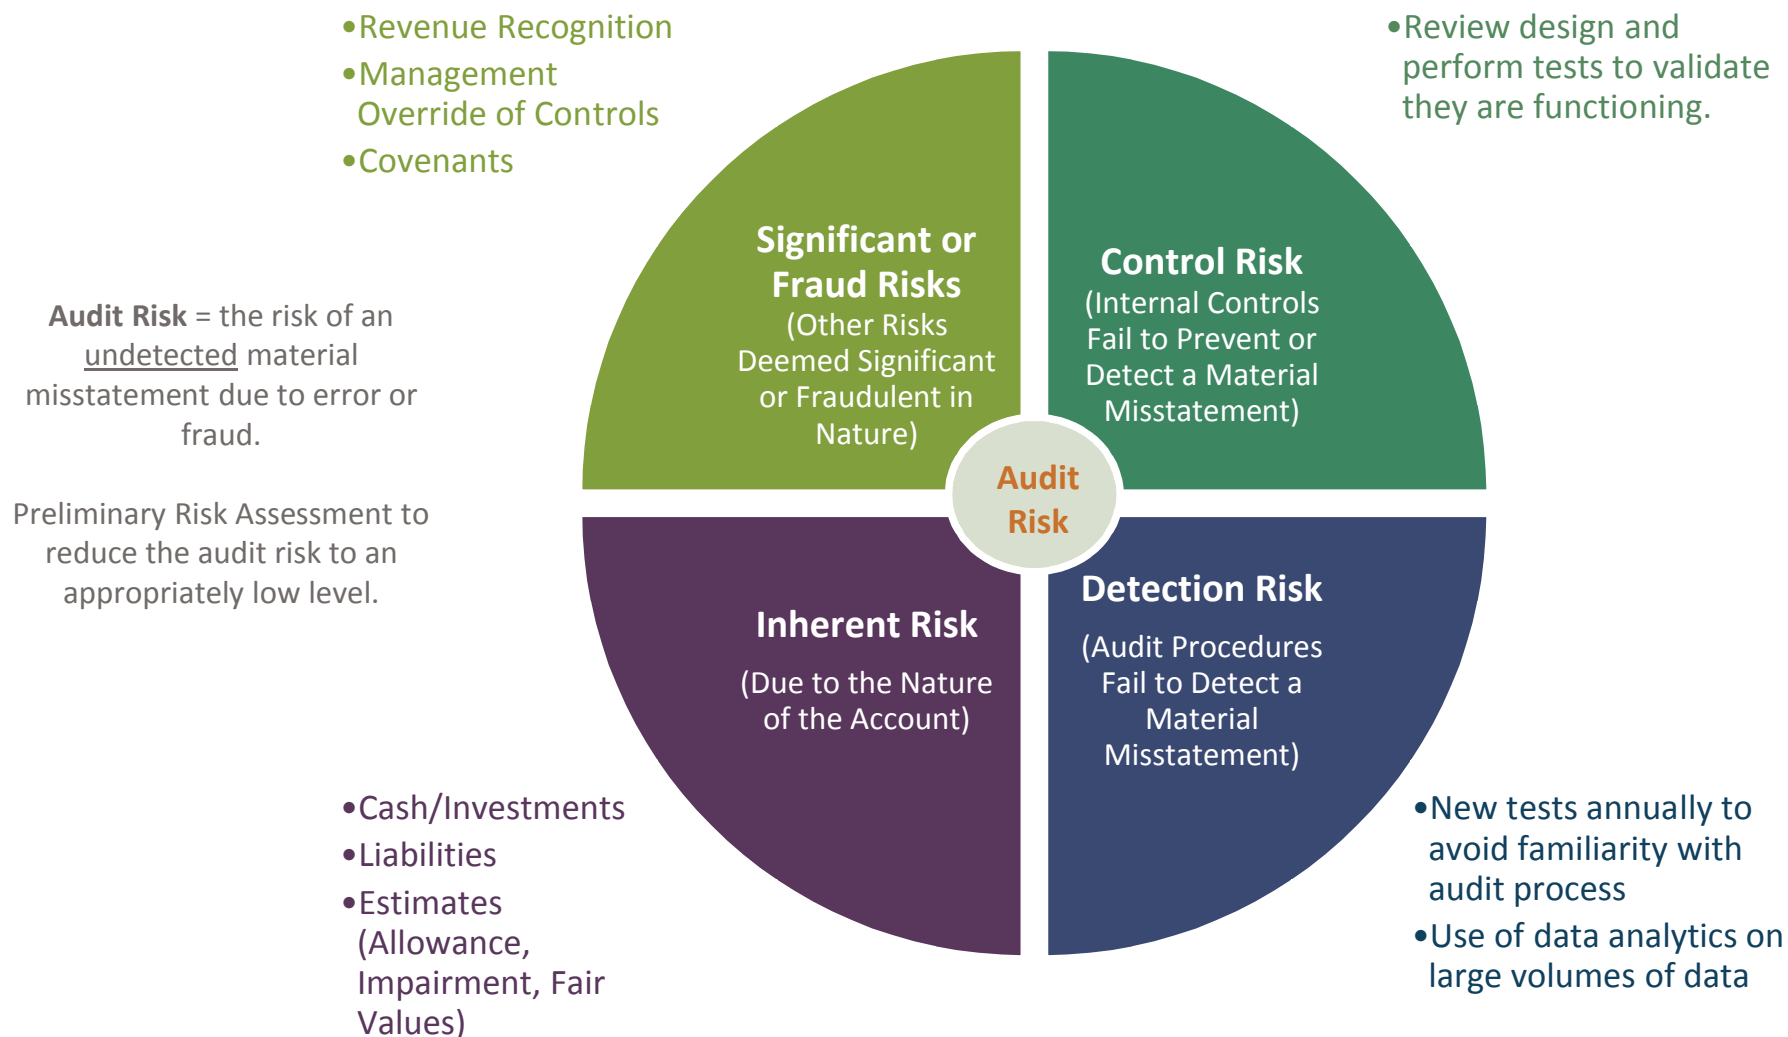 •Revenue Recognition
•Management
Override of Controls
•Covenants
•Review design and
perform tests to validate
they are functioning.
Audit Risk = the risk of an
undetected material
misstatement due to error or
fraud.
Preliminary Risk Assessment to
reduce the audit risk to an
appropriately low level.
Significant or
Fraud Risks
(Other Risks
Deemed Significant
or Fraudulent in
Nature)
Control Risk
(Internal Controls
Fail to Prevent or
Detect a Material
Misstatement)
Audit
Risk
Inherent Risk
(Due to the Nature
of the Account)
Detection Risk
(Audit Procedures
Fail to Detect a
Material
Misstatement)
•Cash/Investments
•Liabilities
•Estimates
(Allowance,
Impairment, Fair
Values)
•New tests annually to
avoid familiarity with
audit process
•Use of data analytics on
large volumes of data